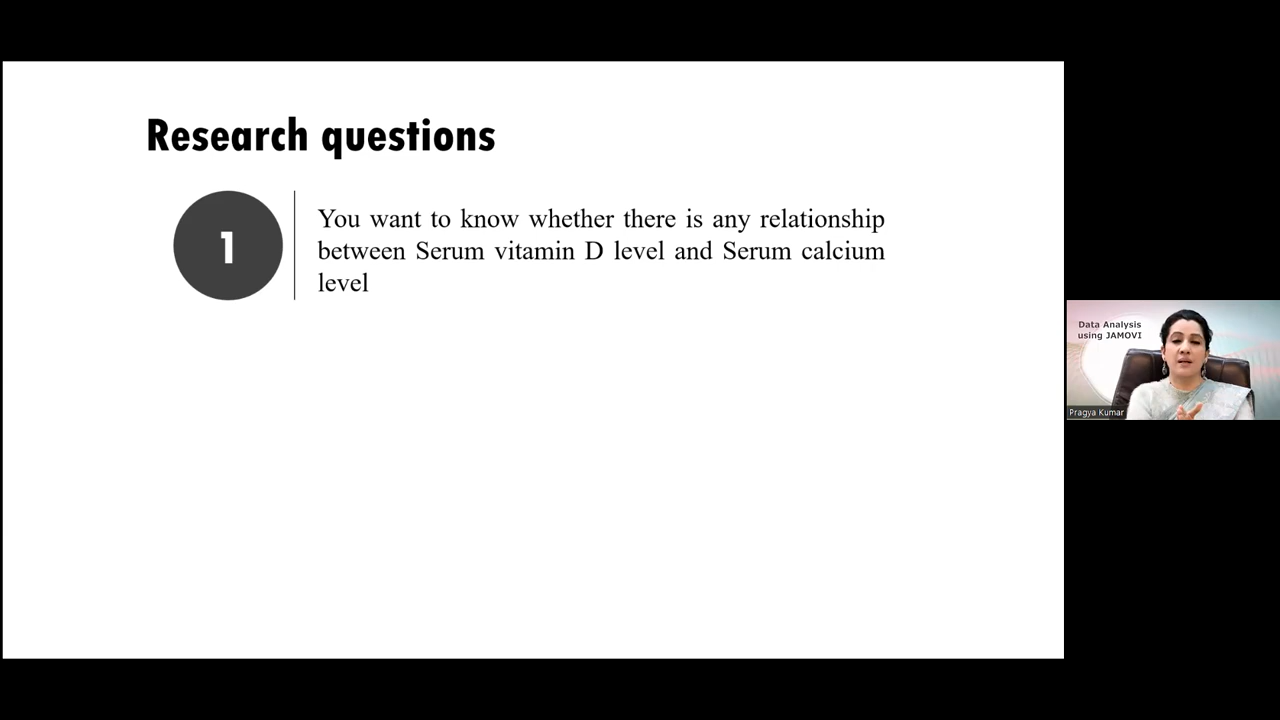 Research questions
1
You want to know whether there is any relationship
between Serum vitamin D level and Serum calcium
level
Data Analysis
using JAMOVI
Pragya Kumar